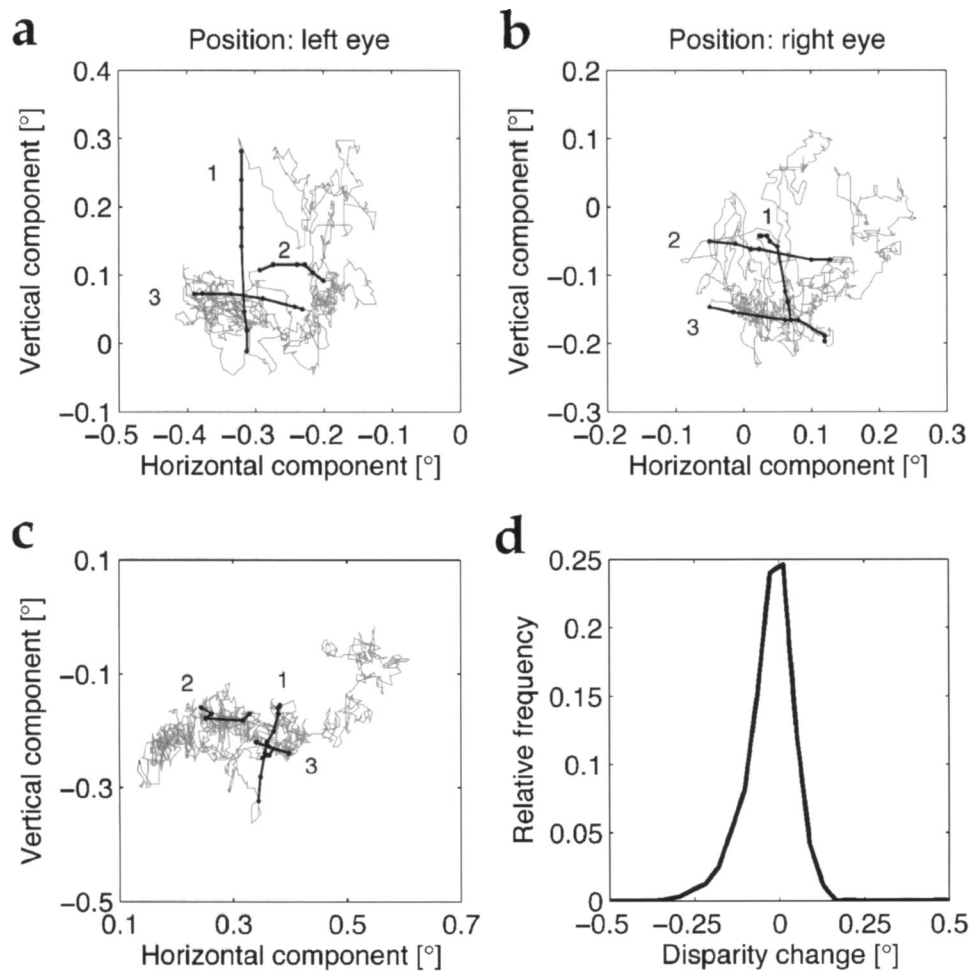 a
Position: left eye
Vertical component [°]
0.4
0.3
0.2
0.1
0
−0.1
1
2
3
−0.5 −0.4 −0.3 −0.2 −0.1 0
Horizontal component [°]
b
Position: right eye
Vertical component [°]
0.2
0.1
0
−0.1
−0.2
−0.3
1
2
3
−0.2 −0.1 0 0.1 0.2 0.3
Horizontal component [°]
c
Vertical component [°]
0.1
−0.1
−0.3
−0.5
2
1
3
0.1 0.3 0.5 0.7
Horizontal component [°]
d
Relative frequency
0.25
0.2
0.15
0.1
0.05
0
−0.5 −0.25 0 0.25 0.5
Disparity change [°]